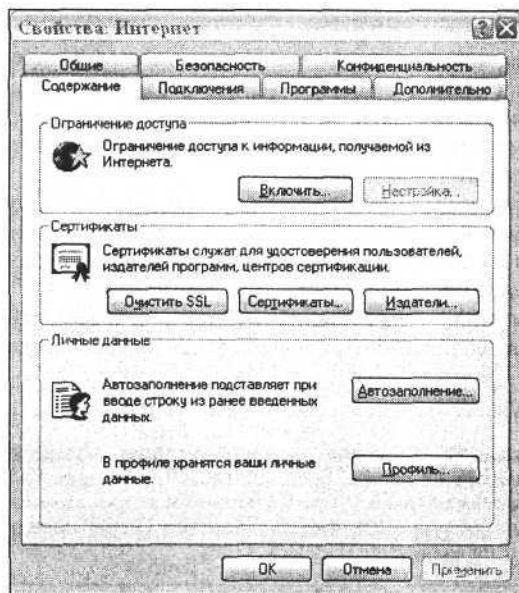 Свойства: Интернет
Общие Безопасность Конфиденциальность
Содержание Подключения Программы Дополнительно
Ограничение доступа
Ограничение доступа к информации, получаемой из
Интернета.
Включить... Настройка...
Сертификаты
Сертификаты служат для удостоверения пользователей,
издателей программ, центров сертификации.
Очистить SSL Сертификаты... Издатели...
Личные данные
Автозаполнение подставляет при
вводе строку из ранее введенных
данных.
Автозаполнение...
В профиле хранятся ваши личные
данные.
Профиль...
OK Отмена Применить